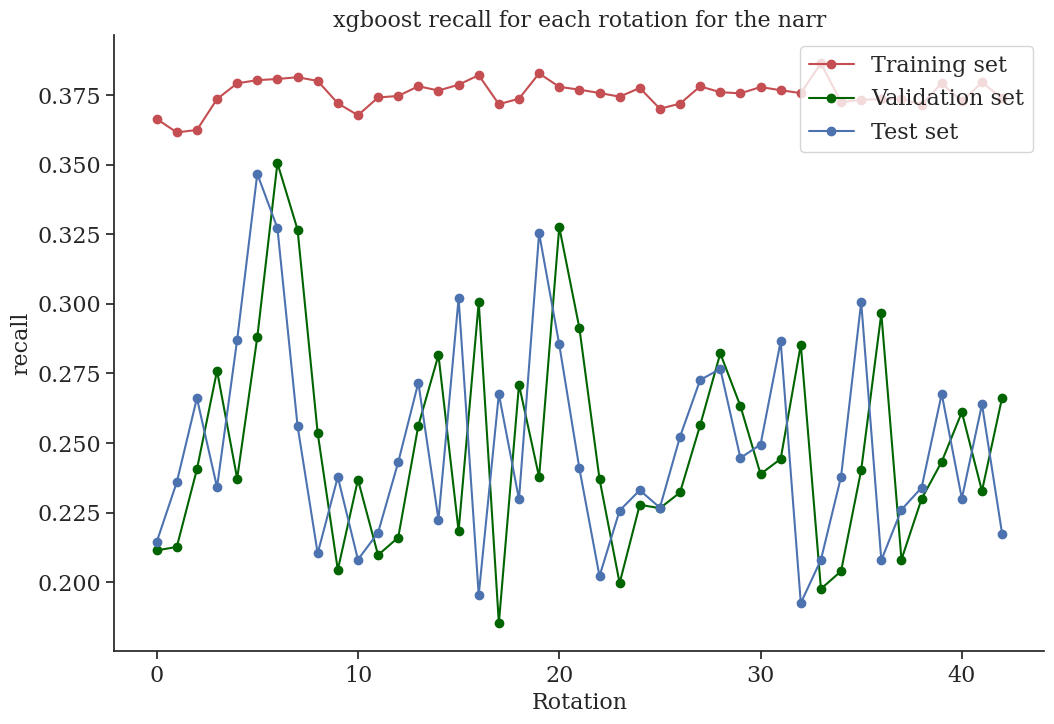 xgboost recall for each rotation for the narr
Training set
Validation set
Test set
0.375
0.350
0.325
0.300
0.275
0.250
0.225
0.200
recall
0 10 20 30 40
Rotation